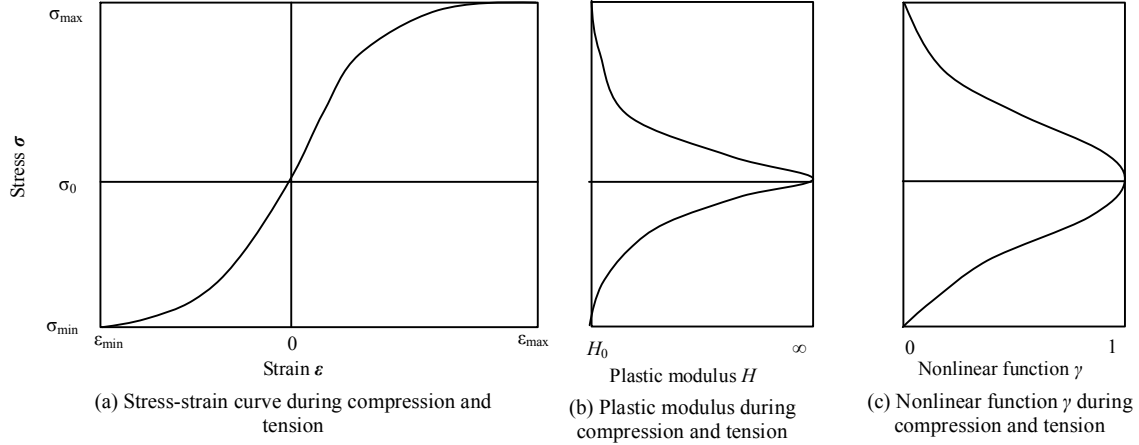 σmax
σ0
σmin
Stress σ
εmin
0
εmax
Strain ε
(a) Stress-strain curve during compression and
tension
H0
∞
Plastic modulus H
(b) Plastic modulus during
compression and tension
0
1
Nonlinear function γ
(c) Nonlinear function γ during
compression and tension